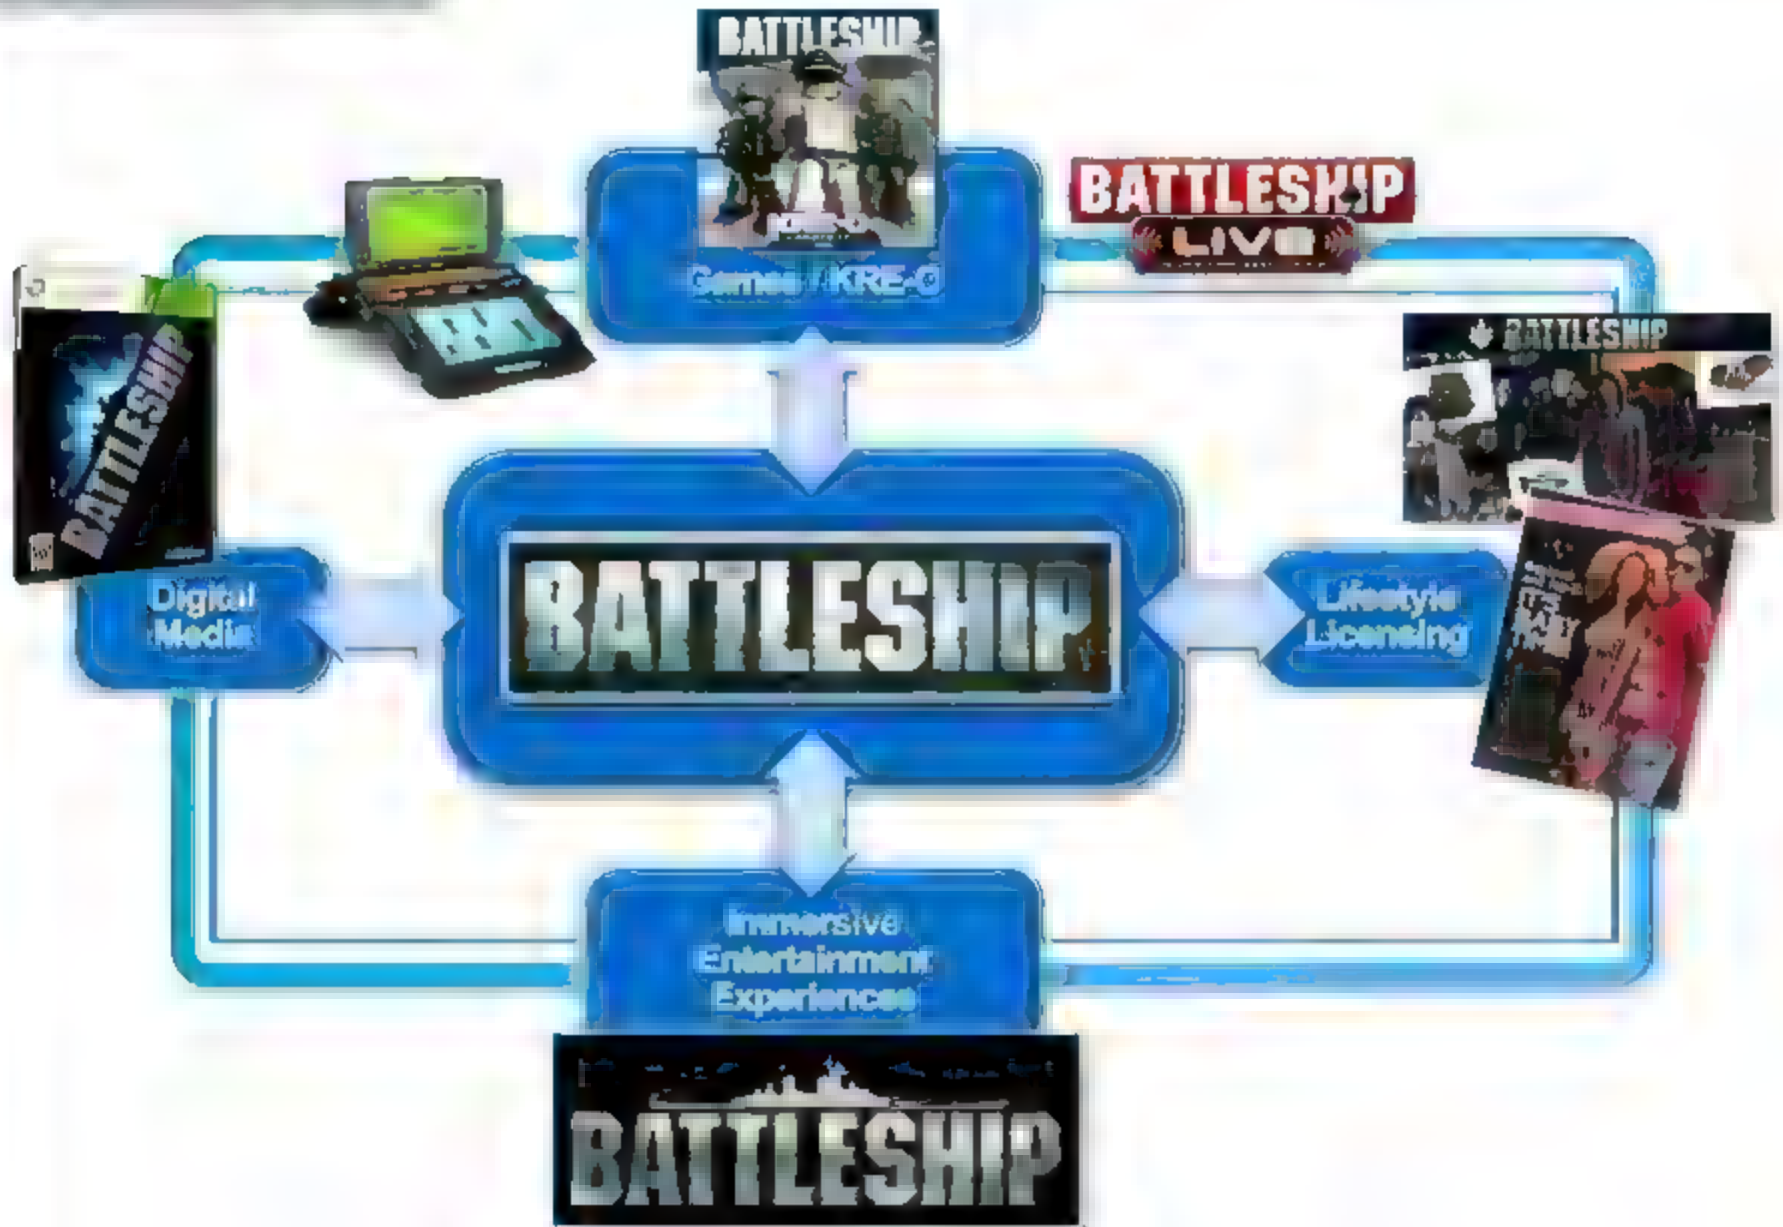 BATTLESHIP
BATTLESHIP
LIVE
Games / KRE-O
BATTLESHIP
BATTLESHIP
BATTLESHIP
Digital
Media
Lifestyle
Licensing
Immersive
Entertainment
Experiences
BATTLESHIP